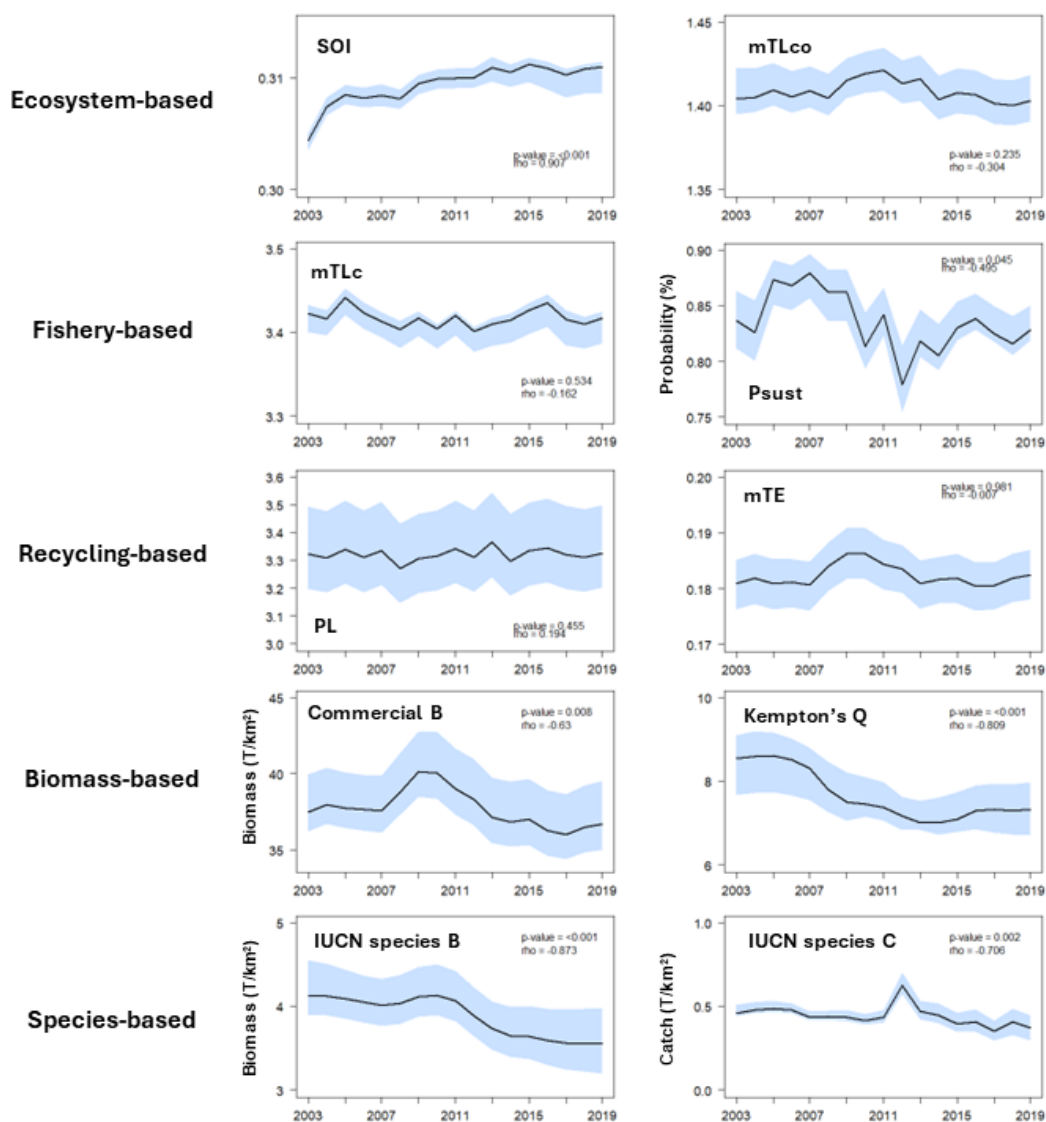 Ecosystem-based
SOI
0.31
0.30
p-value = <0.001
rho = 0.907
2003 2007 2011 2015 2019
mTLco
1.45
1.40
1.35
p-value = 0.235
rho = -0.304
2003 2007 2011 2015 2019
Fishery-based
mTLc
3.5
3.4
3.3
p-value = 0.534
rho = -0.162
2003 2007 2011 2015 2019
Probability (%)
Psust
0.90
0.85
0.80
0.75
p-value = 0.045
rho = -0.495
2003 2007 2011 2015 2019
Recycling-based
PL
3.6
3.5
3.4
3.3
3.2
3.1
3.0
p-value = 0.455
rho = 0.194
2003 2007 2011 2015 2019
mTE
0.20
0.19
0.18
0.17
p-value = 0.981
rho = -0.007
2003 2007 2011 2015 2019
Biomass-based
Biomass (T/km²)
Commercial B
45
40
35
p-value = 0.008
rho = -0.63
2003 2007 2011 2015 2019
Kempton's Q
10
8
6
p-value = <0.001
rho = -0.809
2003 2007 2011 2015 2019
Species-based
Biomass (T/km²)
IUCN species B
5
4
3
p-value = <0.001
rho = -0.873
2003 2007 2011 2015 2019
Catch (T/km²)
IUCN species C
1.0
0.5
0.0
p-value = 0.002
rho = -0.706
2003 2007 2011 2015 2019